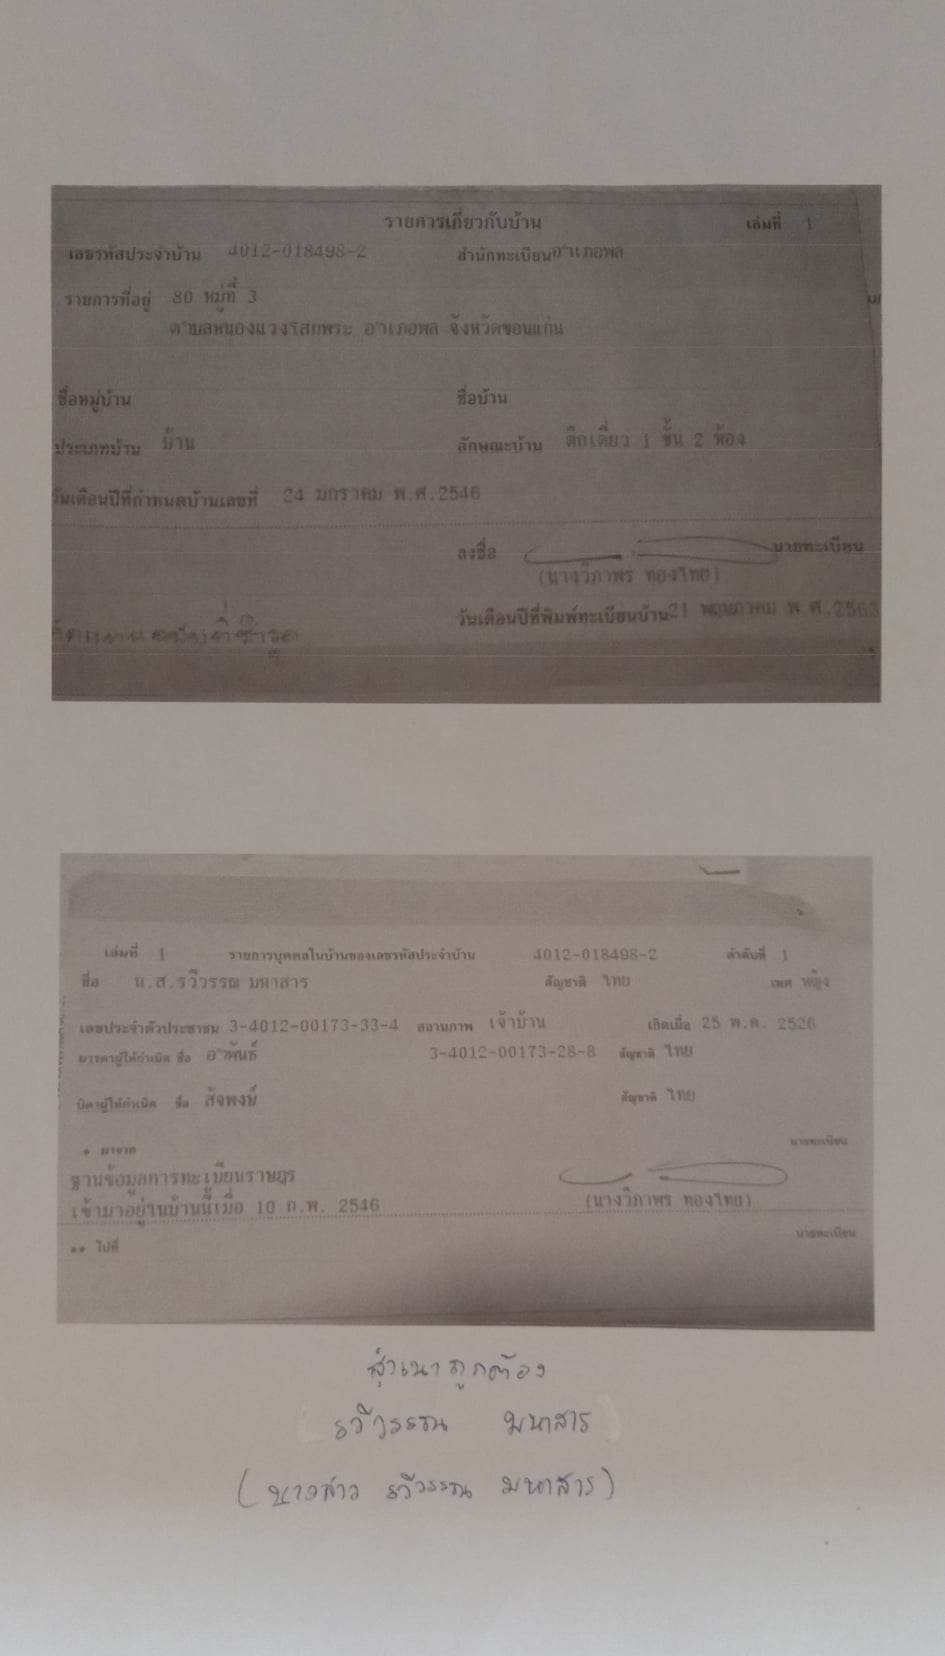 รายการเกี่ยวกับบ้าน เล่มที่ 1
เลขรหัสประจำบ้าน 4012-018498-2 สำนักทะเบียน อำเภอพล
รายการที่อยู่ 80 หมู่ที่ 3
ตำบลหนองแวงโสกพระ อำเภอพล จังหวัดขอนแก่น
ชื่อหมู่บ้าน ชื่อบ้าน
ประเภทบ้าน บ้าน ลักษณะบ้าน ตึกเดี่ยว 1 ชั้น 2 ห้อง
วันเดือนปีที่กำหนดบ้านเลขที่ 24 มกราคม พ.ศ.2546
ลงชื่อ นายทะเบียน
(นางวิภาพร ทองไทย)
วันเดือนปีที่พิมพ์ทะเบียนบ้าน 21 พฤษภาคม พ.ศ.2563
เล่มที่ 1 รายการบุคคลในบ้านของเลขรหัสประจำบ้าน 4012-018498-2 ลำดับที่ 1
ชื่อ น.ส.รวีวรรณ มหาสาร สัญชาติ ไทย เพศ หญิง
เลขประจำตัวประชาชน 3-4012-00173-33-4 สถานภาพ เจ้าบ้าน เกิดเมื่อ 25 พ.ค. 2526
มารดาผู้ให้กำเนิด ชื่อ อำพันธ์ 3-4012-00173-28-8 สัญชาติ ไทย
บิดาผู้ให้กำเนิด ชื่อ สัจพงษ์ สัญชาติ ไทย
* มาจาก นายทะเบียน
ฐานข้อมูลการทะเบียนราษฎร
เข้ามาอยู่ในบ้านนี้เมื่อ 10 ก.พ. 2546 (นางวิภาพร ทองไทย)
** ไปที่ นายทะเบียน
สำเนาถูกต้อง
รวีวรรณ มหาสาร
(นางสาว รวีวรรณ มหาสาร)